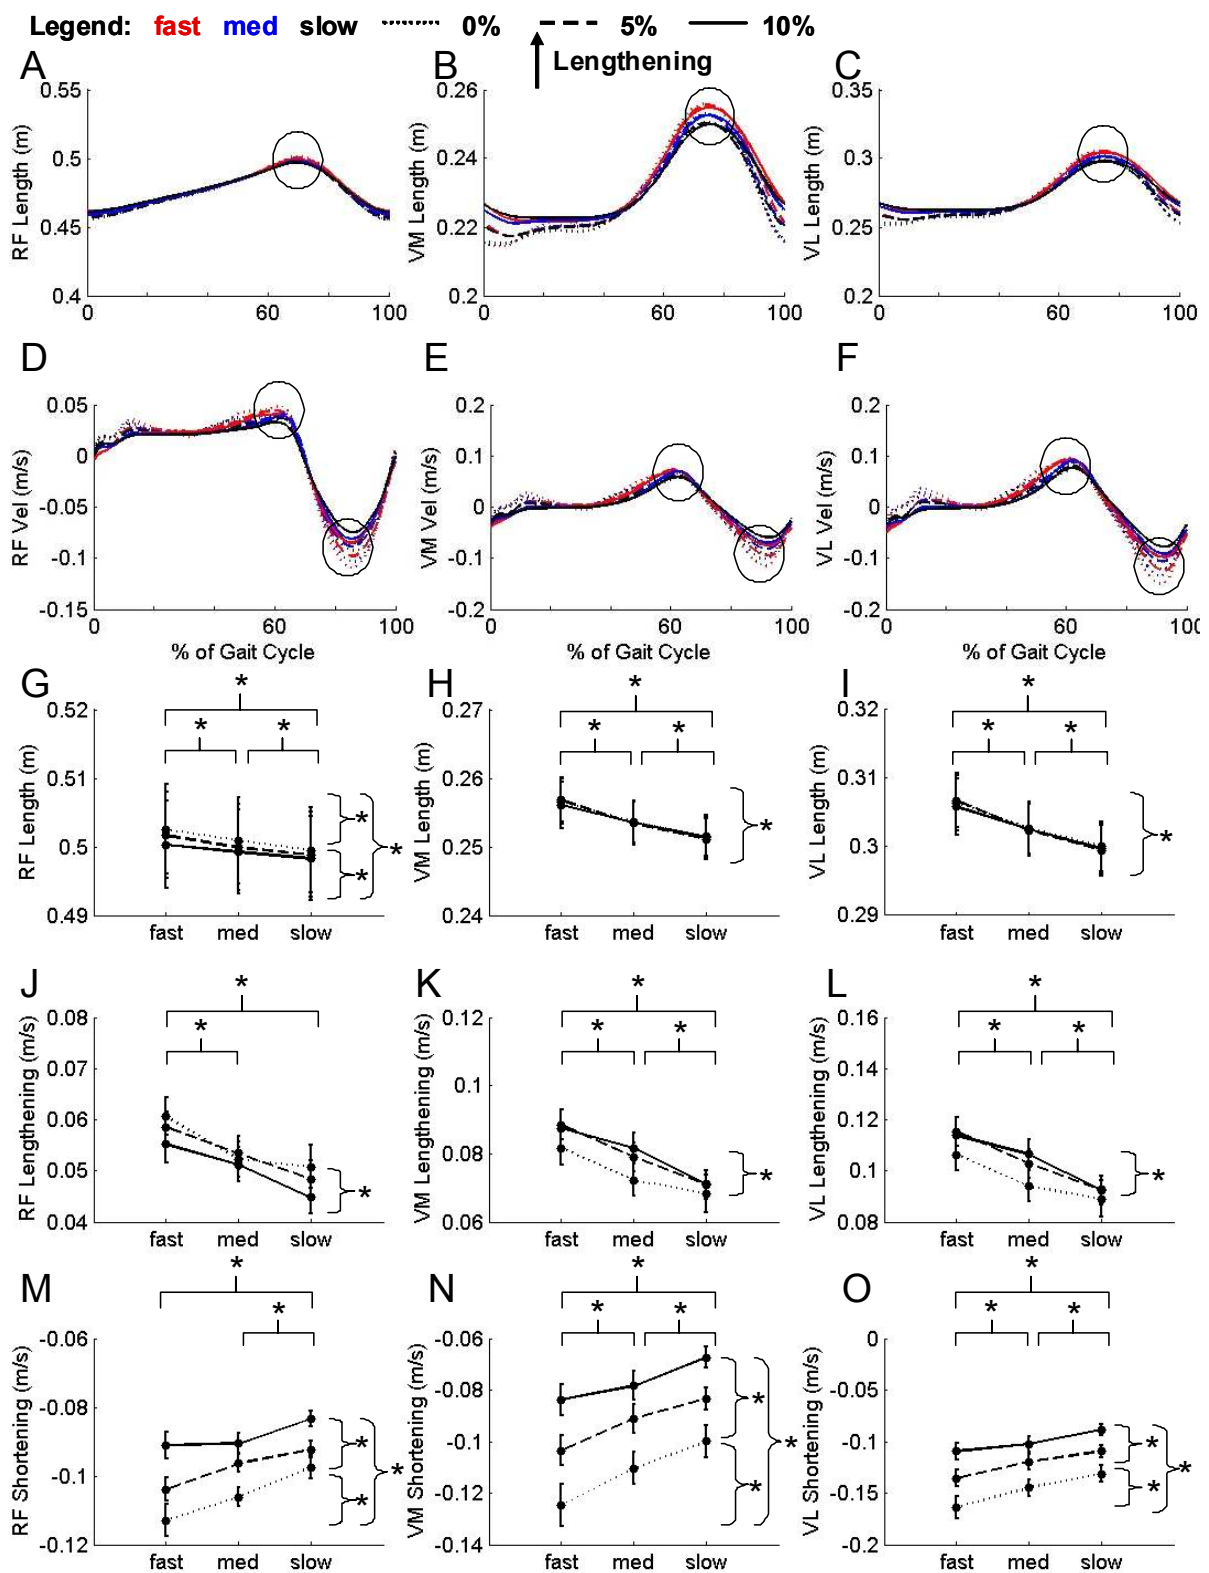 Legend: fast med slow 0% 5% 10%
Lengthening
A B C
0.55 0.26 0.35
0.5 0.24 0.3
0.45 0.22 0.25
0.4 0.2 0.2
RF Length (m) VM Length (m) VL Length (m)
0 60 100 0 60 100 0 60 100
D E F
0.05 0.2 0.2
0 0.1 0.1
-0.05 0 0
-0.1 -0.1 -0.1
-0.15 -0.2 -0.2
RF Vel (m/s) VM Vel (m/s) VL Vel (m/s)
0 60 100 0 60 100 0 60
% of Gait Cycle % of Gait Cycle % of Gait Cycle
G H I
* * *
* * * * * *
0.52 0.27 0.32
0.51 0.26 0.31
0.5 0.25 0.3
0.49 0.24 0.29
RF Length (m) VM Length (m) VL Length (m)
* * * * *
fast med slow fast med slow fast med slow
J K L
* * *
* * * * *
0.08 0.12 0.16
0.07 0.1 0.14
0.06 0.08 0.12
0.05 0.06 0.1
0.04 0.08
RF Lengthening (m/s) VM Lengthening (m/s) VL Lengthening (m/s)
* * *
fast med slow fast med slow fast med slow
M N O
* * *
* * * * *
-0.06 -0.06 0
-0.08 -0.08 -0.05
-0.1 -0.1 -0.1
-0.12 -0.12 -0.15
-0.14 -0.2
RF Shortening (m/s) VM Shortening (m/s) VL Shortening (m/s)
* * * * * * * * *
fast med slow fast med slow fast med slow